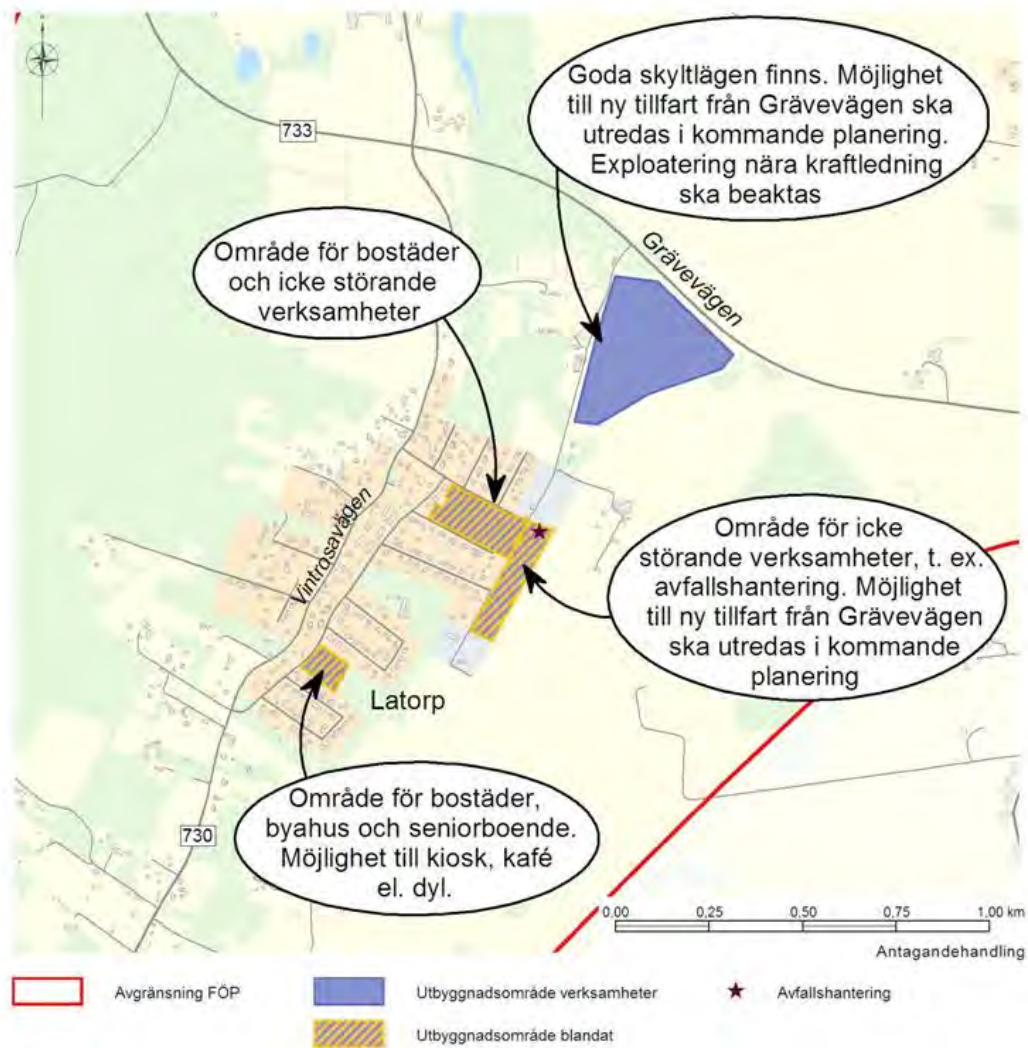 Goda skyltlägen finns. Möjlighet
till ny tillfart från Grävevägen ska
utredas i kommande planering.
Exploatering nära kraftledning
ska beaktas
733
Område för bostäder
och icke störande
verksamheter
Grävevägen
Vintrosavägen
Område för icke
störande verksamheter, t. ex.
avfallshantering. Möjlighet
till ny tillfart från Grävevägen
ska utredas i kommande
planering
Latorp
Område för bostäder,
byahus och seniorboende.
Möjlighet till kiosk, kafé
el. dyl.
730
0,00 0,25 0,50 0,75 1,00 km
Antagandehandling
Avgränsning FÖP
Utbyggnadsområde verksamheter
Avfallshantering
Utbyggnadsområde blandat